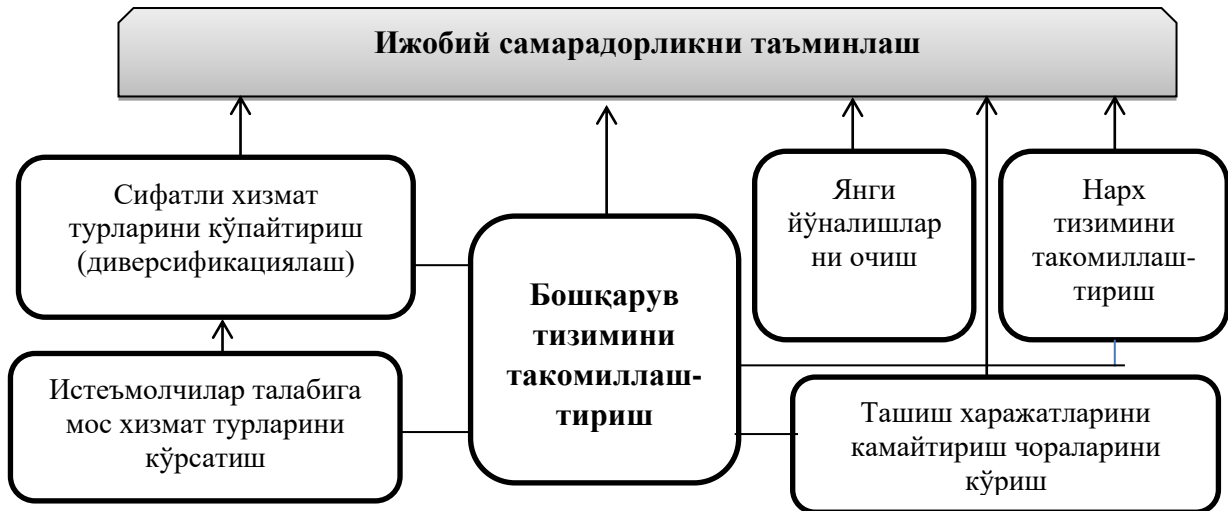 Ижобий самарадорликни таъминлаш
Сифатли хизмат
турларини кўпайтириш
(диверсификациялаш)
Бошқарув
тизимини
такомиллаш-
тириш
Янги
йўналишлар
ни очиш
Нарх
тизимини
такомиллаш-
тириш
Истеъмолчилар талабига
мос хизмат турларини
кўрсатиш
Ташиш харажатларини
камайтириш чораларини
кўриш